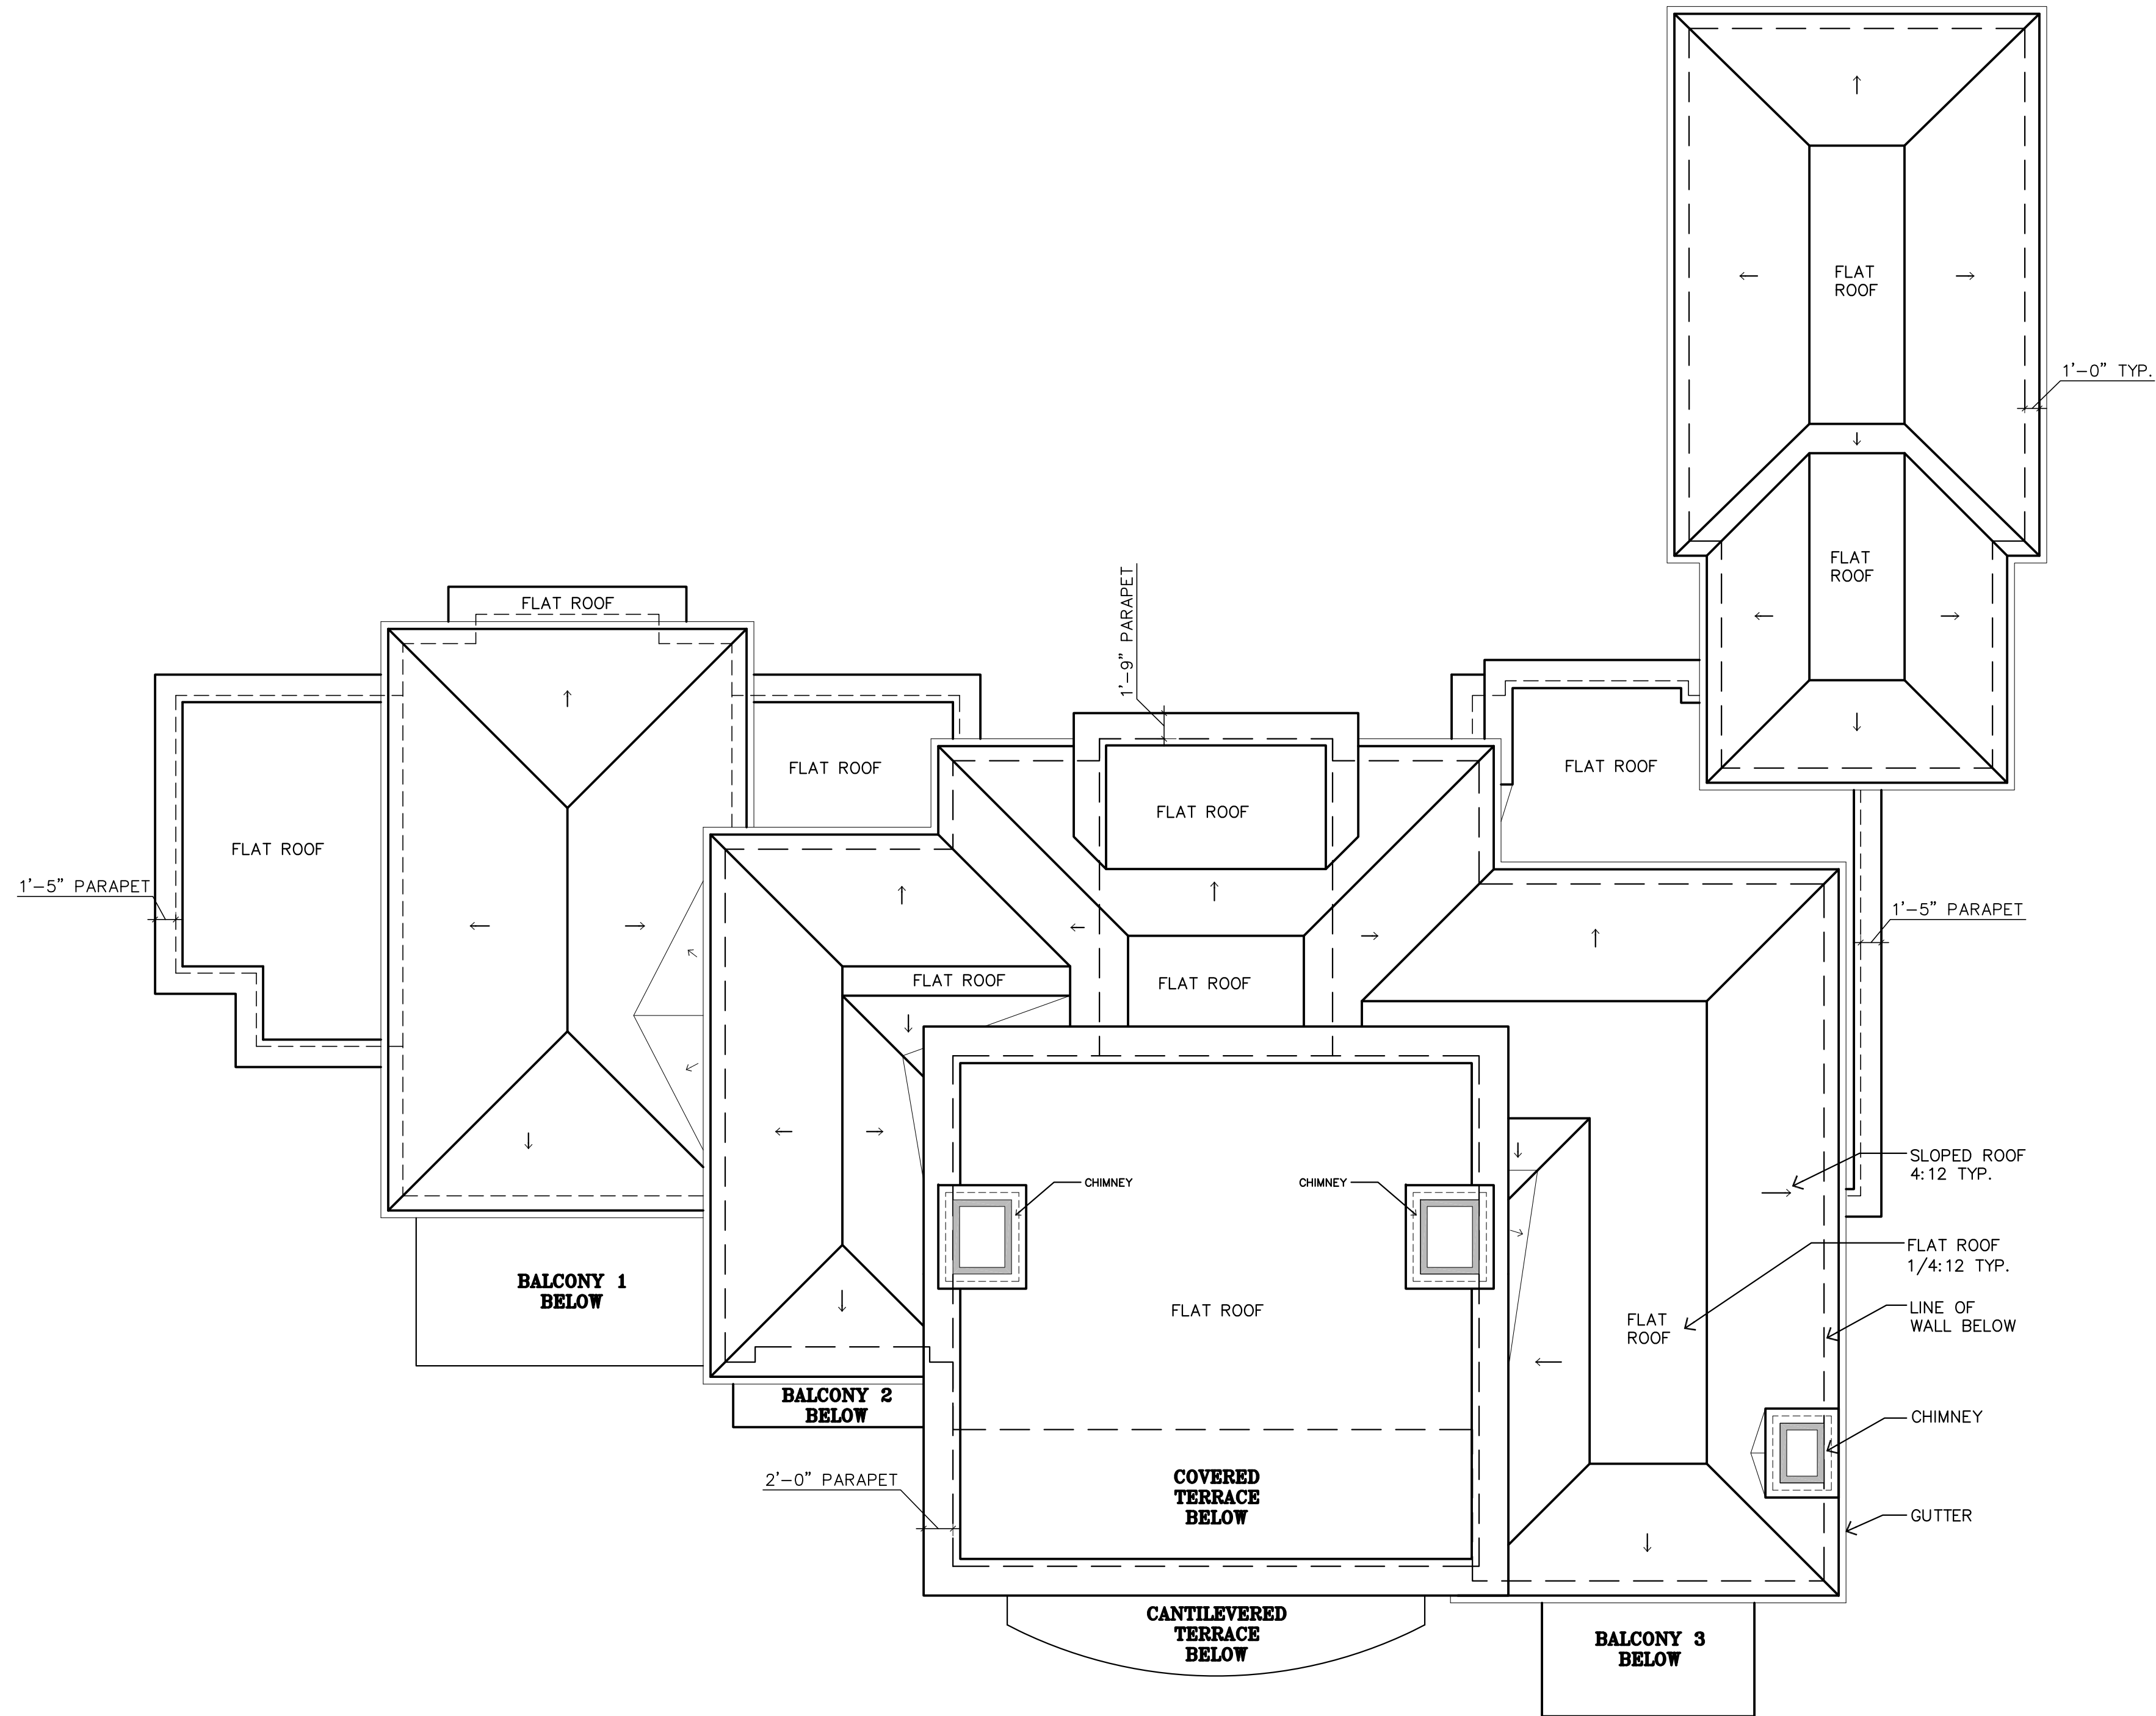 FLAT
ROOF
1'-0" TYP.
FLAT
ROOF
FLAT ROOF
1'-9" PARAPET
FLAT ROOF
FLAT ROOF
FLAT ROOF
FLAT ROOF
1'-5" PARAPET
1'-5" PARAPET
FLAT ROOF
FLAT ROOF
SLOPED ROOF
4:12 TYP.
CHIMNEY
CHIMNEY
FLAT ROOF
1/4:12 TYP.
BALCONY 1
BELOW
FLAT ROOF
FLAT
ROOF
LINE OF
WALL BELOW
BALCONY 2
BELOW
CHIMNEY
2'-0" PARAPET
COVERED
TERRACE
BELOW
GUTTER
CANTILEVERED
TERRACE
BELOW
BALCONY 3
BELOW